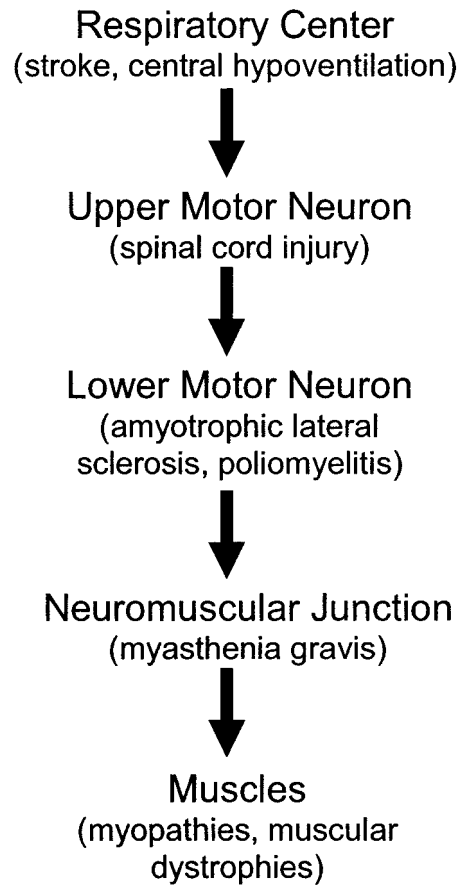 Respiratory Center
(stroke, central hypoventilation)
Upper Motor Neuron
(spinal cord injury)
Lower Motor Neuron
(amyotrophic lateral
sclerosis, poliomyelitis)
Neuromuscular Junction
(myasthenia gravis)
Muscles
(myopathies, muscular
dystrophies)